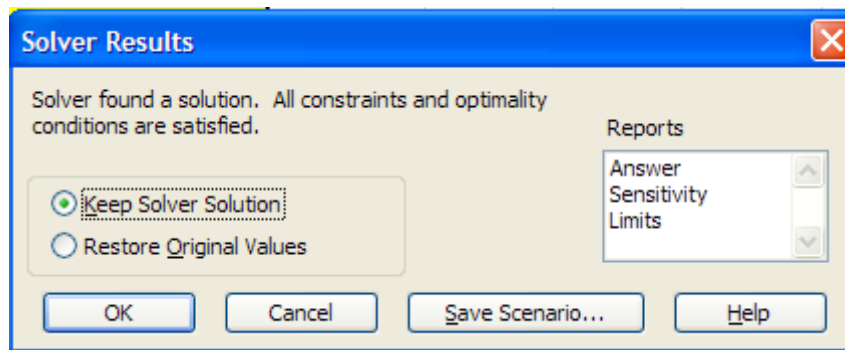 Solver Results
Solver found a solution. All constraints and optimality
conditions are satisfied.
Reports
Answer
Sensitivity
Limits
Keep Solver Solution
Restore Original Values
OK
Cancel
Save Scenario...
Help